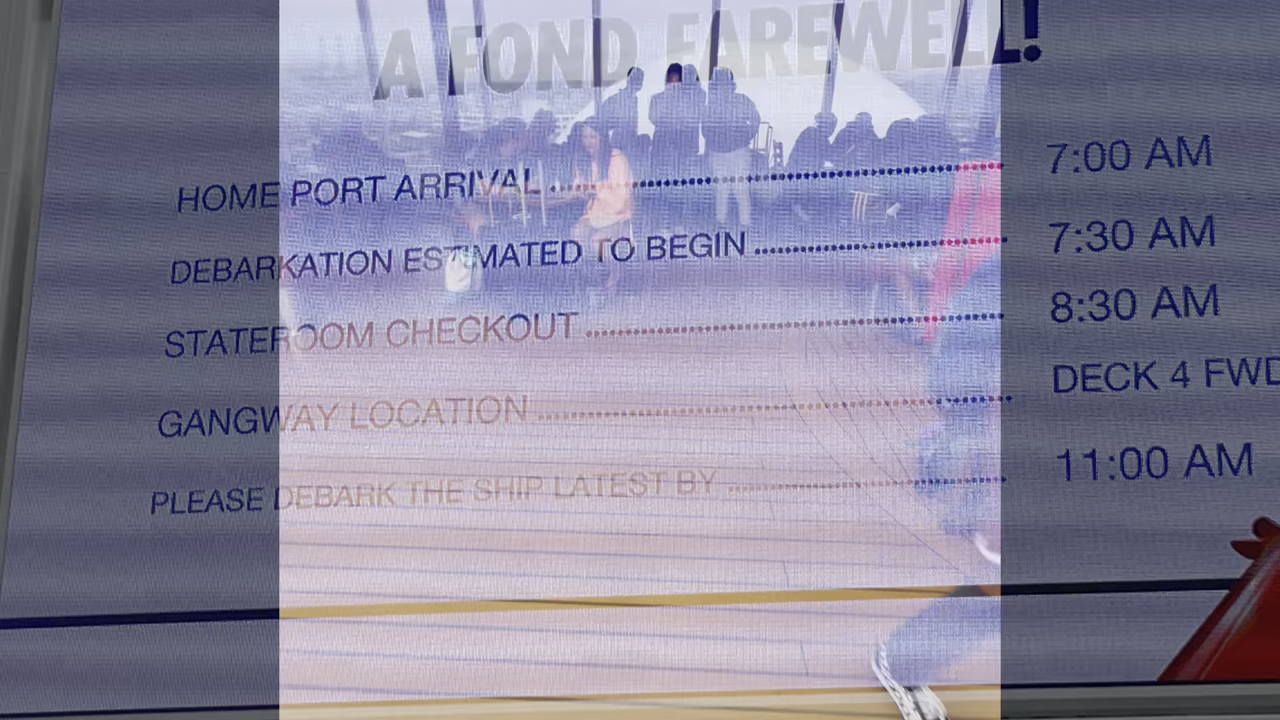 A FOND FAREWELL!
HOME PORT ARRIVAL ........ 7:00 AM
DEBARKATION ESTIMATED TO BEGIN ........ 7:30 AM
STATEROOM CHECKOUT ........ 8:30 AM
GANGWAY LOCATION ........ DECK 4 FWD
PLEASE DEBARK THE SHIP LATEST BY ........ 11:00 AM